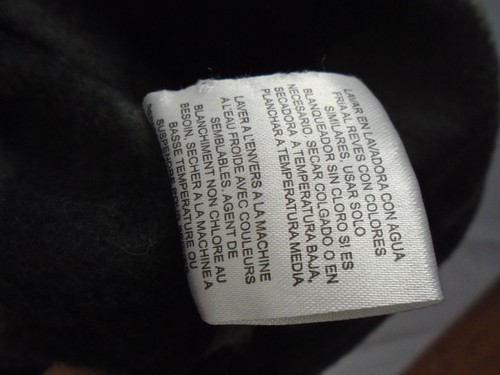 LAVAR EN LAVADORA CON AGUA
FRIA AL REVES CON COLORES
SIMILARES, USAR SOLO
BLANQUEADOR SIN CLORO SI ES
NECESARIO, SECAR COLGADO O EN
SECADORA A TEMPERATURA BAJA,
PLANCHAR A TEMPERATURA MEDIA
LAVER A L'ENVERS A LA MACHINE
A L'EAU FROIDE AVEC COULEURS
SEMBLABLES. AGENT DE
BLANCHIMENT NON CHLORE AU
BESOIN, SECHER A LA MACHINE A
BASSE TEMPERATURE OU
SUSPENDRE POUR